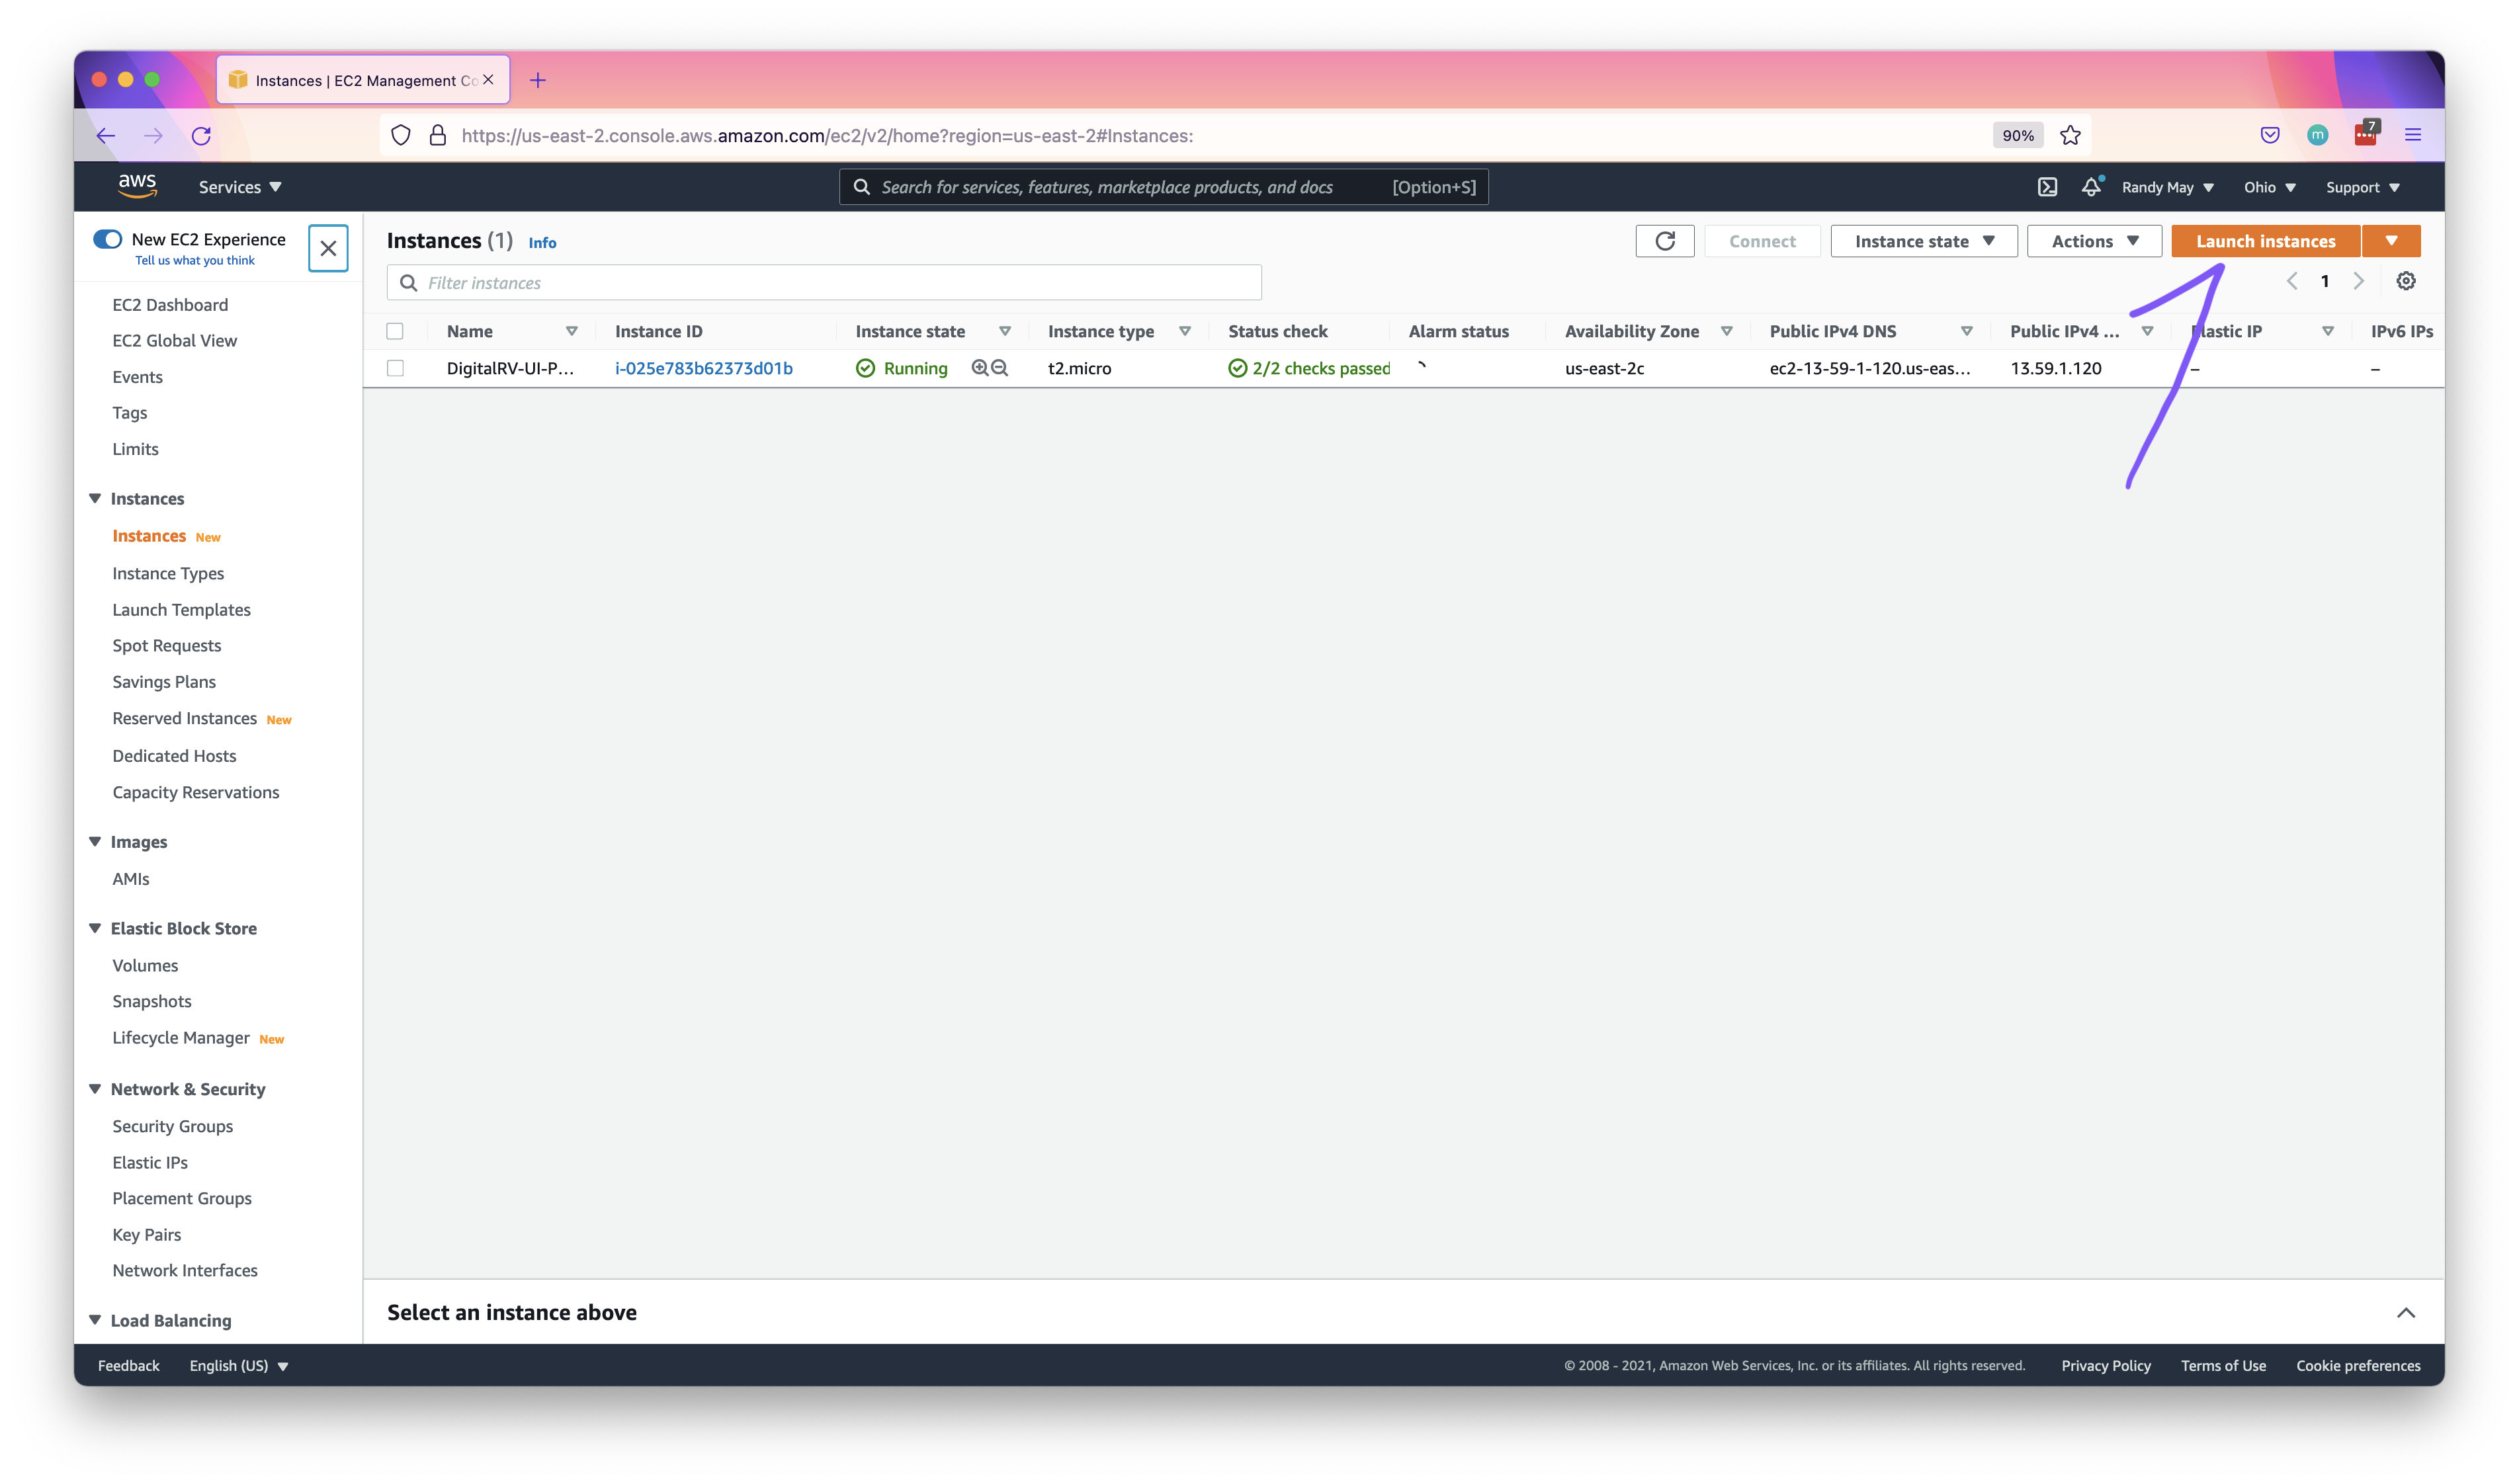 Instances | EC2 Management Co
https://us-east-2.console.aws.amazon.com/ec2/v2/home?region=us-east-2#Instances:
90%
m
7
aws
Services
Search for services, features, marketplace products, and docs
[Option+S]
Randy May
Ohio
Support
New EC2 Experience
Tell us what you think
EC2 Dashboard
EC2 Global View
Events
Tags
Limits
Instances
Instances New
Instance Types
Launch Templates
Spot Requests
Savings Plans
Reserved Instances New
Dedicated Hosts
Capacity Reservations
Images
AMIs
Elastic Block Store
Volumes
Snapshots
Lifecycle Manager New
Network & Security
Security Groups
Elastic IPs
Placement Groups
Key Pairs
Network Interfaces
Load Balancing
Instances (1) Info
Connect
Instance state
Actions
Launch instances
Filter instances
1
Name Instance ID Instance state Instance type Status check Alarm status Availability Zone Public IPv4 DNS Public IPv4 ... Elastic IP IPv6 IPs
DigitalRV-UI-P... i-025e783b62373d01b Running t2.micro 2/2 checks passed us-east-2c ec2-13-59-1-120.us-eas... 13.59.1.120 – –
Select an instance above
Feedback English (US) © 2008 - 2021, Amazon Web Services, Inc. or its affiliates. All rights reserved. Privacy Policy Terms of Use Cookie preferences